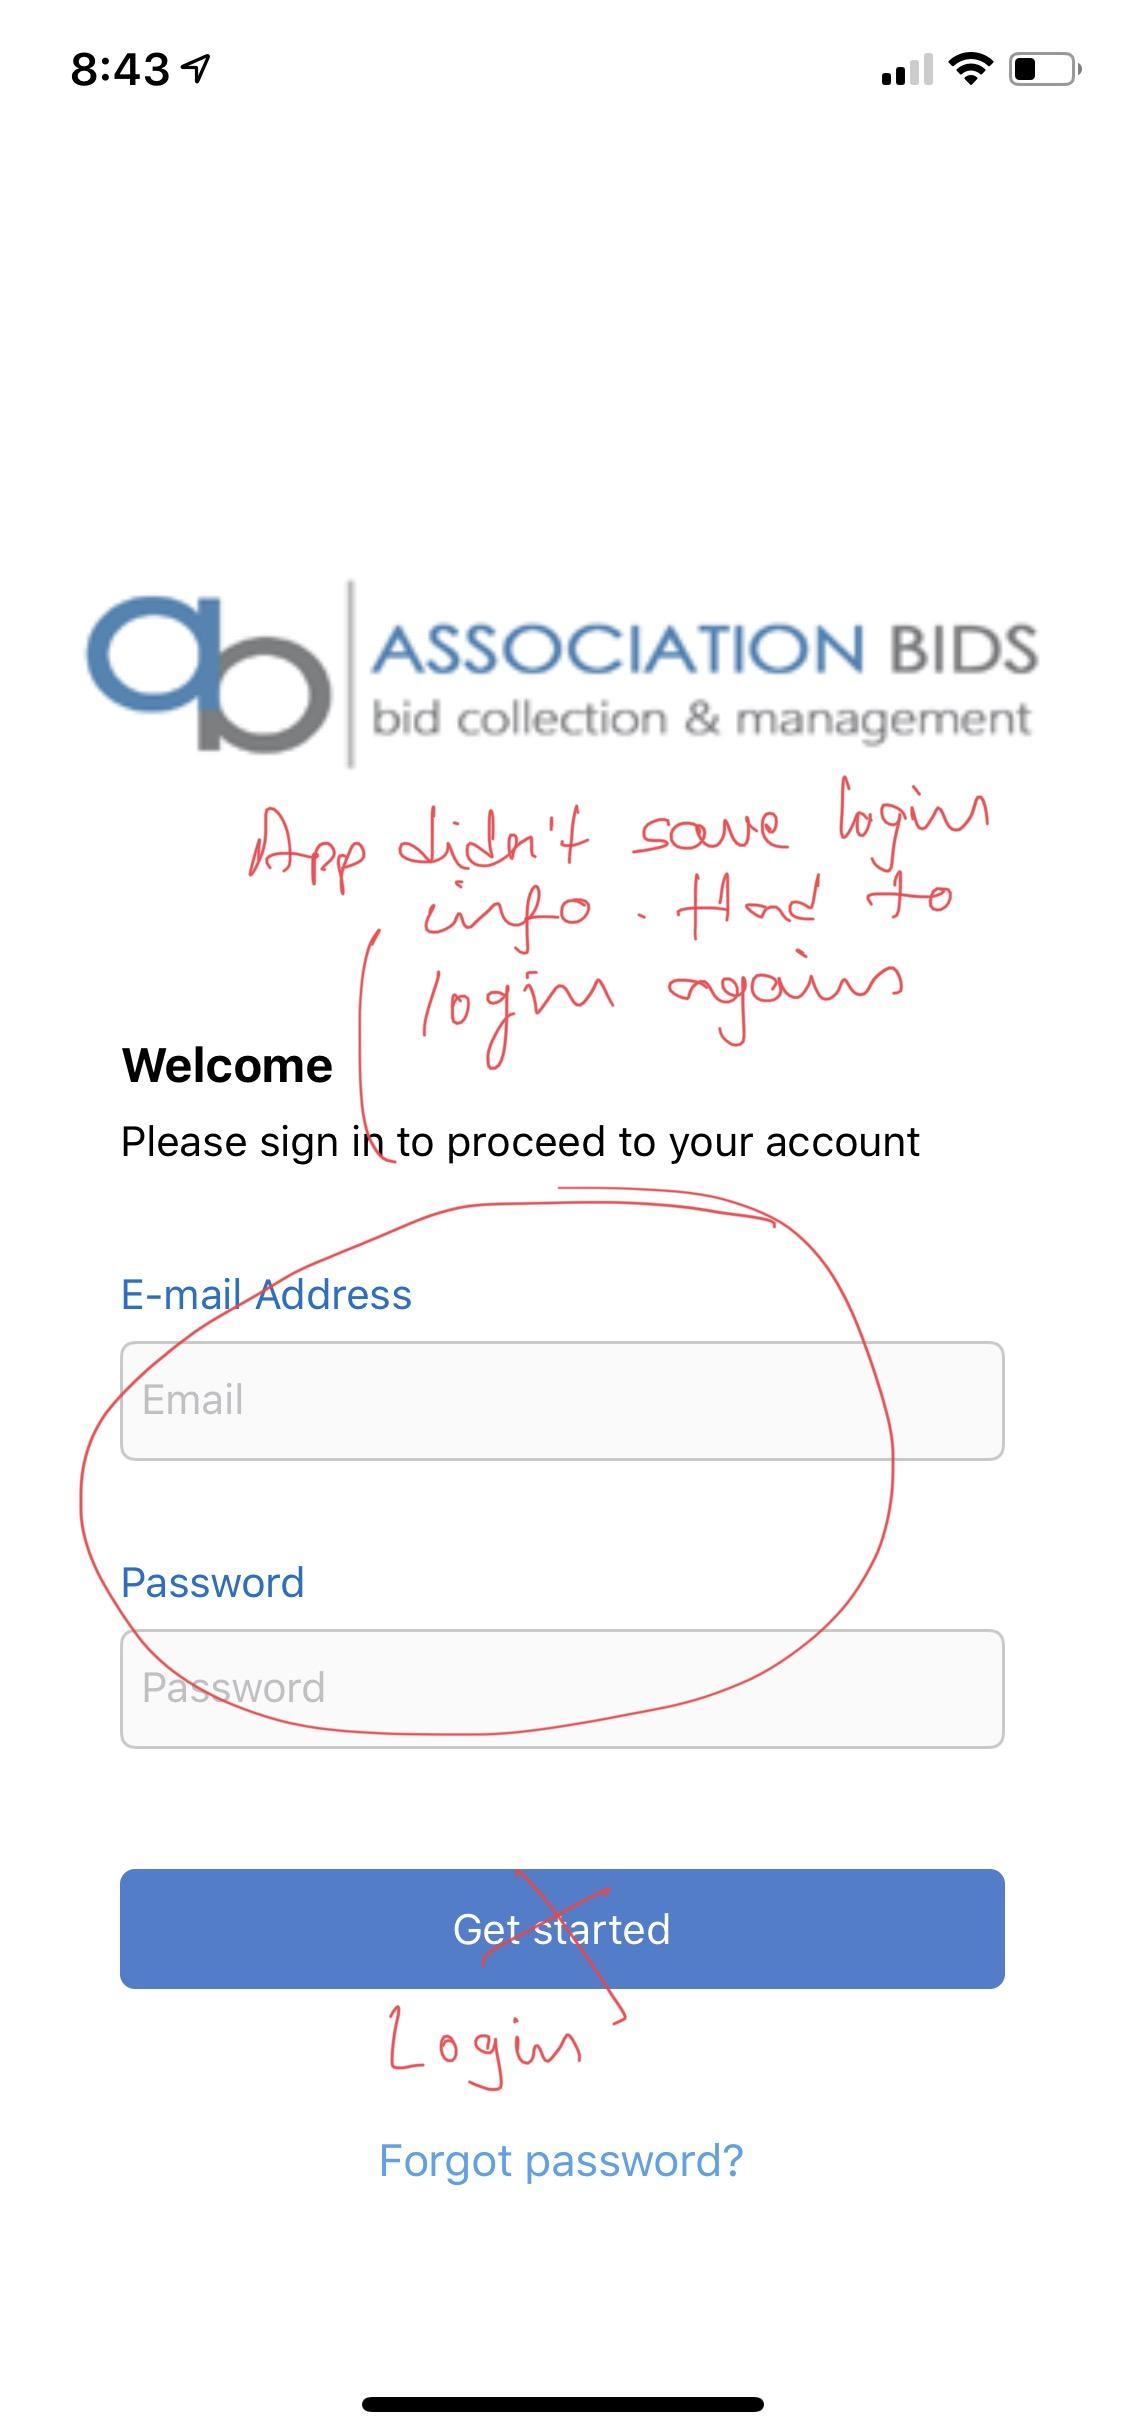 8:43
ab
ASSOCIATION BIDS
bid collection & management
App didn't save login
info. Had to
login again
Welcome
Please sign in to proceed to your account
E-mail Address
Email
Password
Password
Get started
Login
Forgot password?